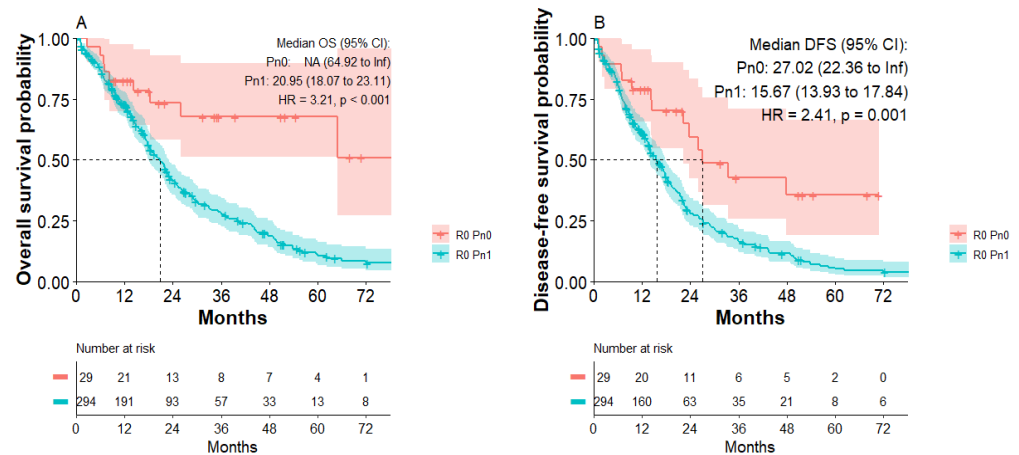 A
Overall survival probability
1.00
0.75
0.50
0.25
0.00
Median OS (95% CI):
Pn0: NA (64.92 to Inf)
Pn1: 20.95 (18.07 to 23.11)
HR = 3.21, p < 0.001
0 12 24 36 48 60 72
Months
R0 Pn0
R0 Pn1
Number at risk
29 21 13 8 7 4 1
294 191 93 57 33 13 8
0 12 24 36 48 60 72
Months
B
Disease-free survival probability
1.00
0.75
0.50
0.25
0.00
Median DFS (95% CI):
Pn0: 27.02 (22.36 to Inf)
Pn1: 15.67 (13.93 to 17.84)
HR = 2.41, p = 0.001
0 12 24 36 48 60 72
Months
R0 Pn0
R0 Pn1
Number at risk
29 20 11 6 5 2 0
294 160 63 35 21 8 6
0 12 24 36 48 60 72
Months